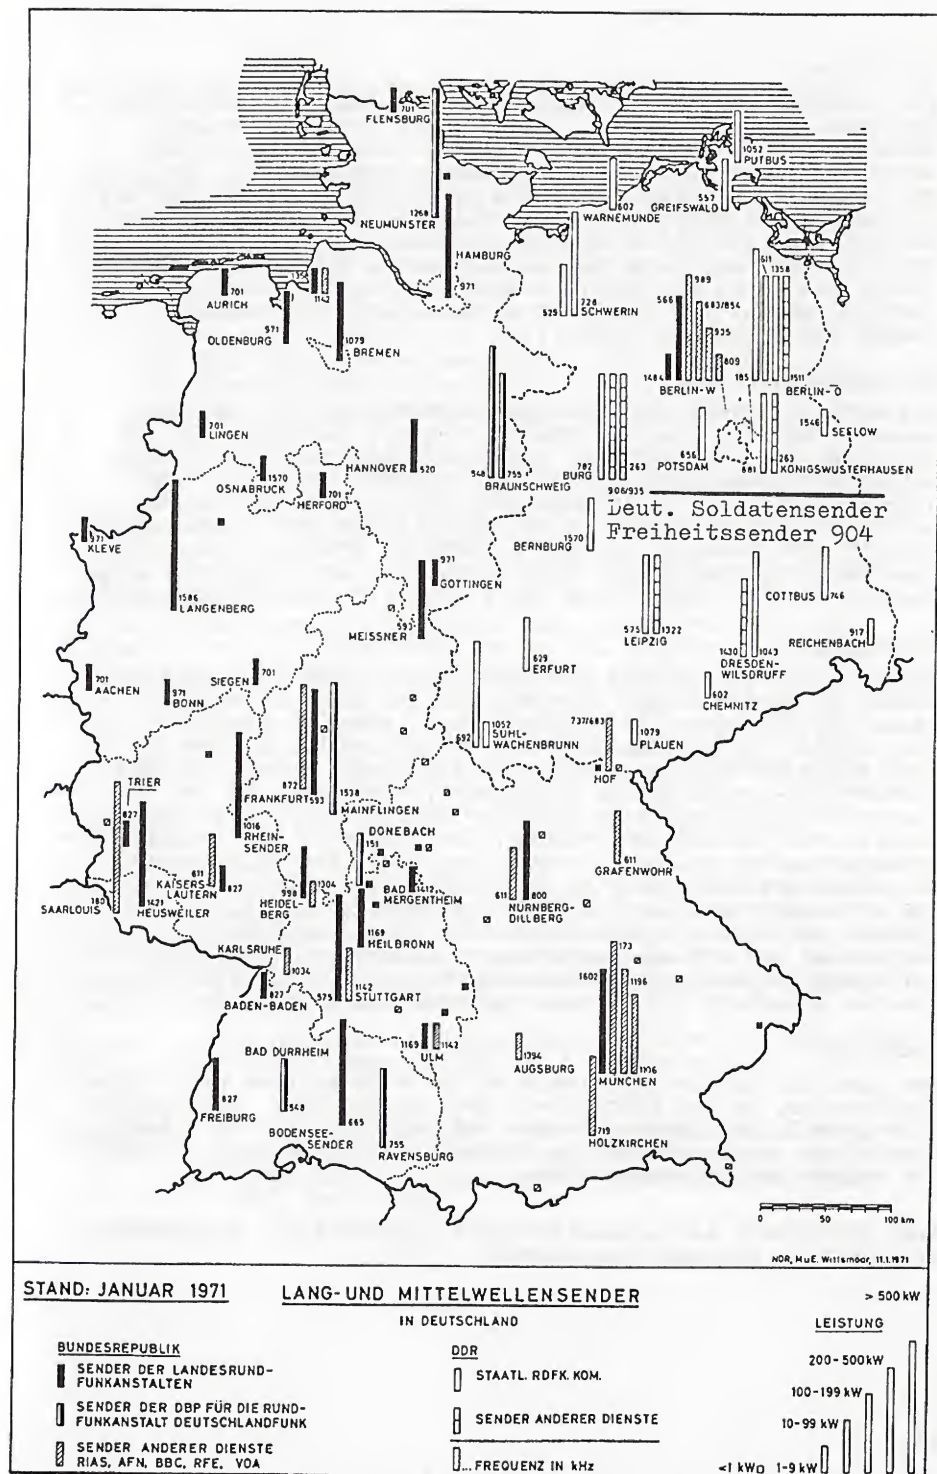 701
FLENSBURG
1052
PUTBUS
1268
NEUMÜNSTER
602
WARNEMÜNDE
557
GREIFSWALD
HAMBURG
971
701
AURICH
1142
971
OLDENBURG
1079
BREMEN
529
728
SCHWERIN
566
989
683/854
935
809
1484
BERLIN-W
611
1358
185
1511
BERLIN-O
701
LINGEN
HANNOVER
520
548
755
BRAUNSCHWEIG
782
263
BURG
656
POTSDAM
681
263
KÖNIGSWUSTERHAUSEN
1546
SEELOW
OSNABRÜCK
1570
701
HERFORD
906/935
Deut. Soldatensender
Freiheitssender 904
1570
BERNBURG
971
KLEVE
1586
LANGENBERG
971
GÖTTINGEN
593
MEISSNER
575
1322
LEIPZIG
COTTBUS
746
1430
1043
DRESDEN-
WILSDRUFF
917
REICHENBACH
629
ERFURT
602
CHEMNITZ
701
AACHEN
971
BONN
SIEGEN
701
692
1052
SUHL-
WACHENBRUNN
737/683
HOF
1079
PLAUEN
872
FRANKFURT
593
1538
MAINFLINGEN
TRIER
827
1016
RHEIN-
SENDER
DONEBACH
151
611
KAISERS-
LAUTERN
827
180
SAARLOUIS
1421
HEUSWEILER
998
1304
HEIDEL-
BERG
BAD
1412
MERGENTHEIM
611
800
NÜRNBERG-
DILLBERG
611
GRAFENWÖHR
1169
HEILBRONN
KARLSRUHE
1034
827
BADEN-BADEN
575
1142
STUTTGART
1602
173
1196
MÜNCHEN
1169
1142
ULM
1394
AUGSBURG
BAD DÜRRHEIM
827
FREIBURG
548
665
BODENSEE-
SENDER
755
RAVENSBURG
719
HOLZKIRCHEN
0
50
100 km
NDR, MuE. Wittsmoor, 11.1.1971
STAND: JANUAR 1971
LANG- UND MITTELWELLENSENDER
IN DEUTSCHLAND
BUNDESREPUBLIK
SENDER DER LANDESRUND-
FUNKANSTALTEN
SENDER DER DBP FÜR DIE RUND-
FUNKANSTALT DEUTSCHLANDFUNK
SENDER ANDERER DIENSTE
RIAS, AFN, BBC, RFE, VOA
DDR
STAATL. RDFK. KOM.
SENDER ANDERER DIENSTE
...FREQUENZ IN kHz
> 500 kW
LEISTUNG
200-500 kW
100-199 kW
10-99 kW
<1 kW
1-9 kW